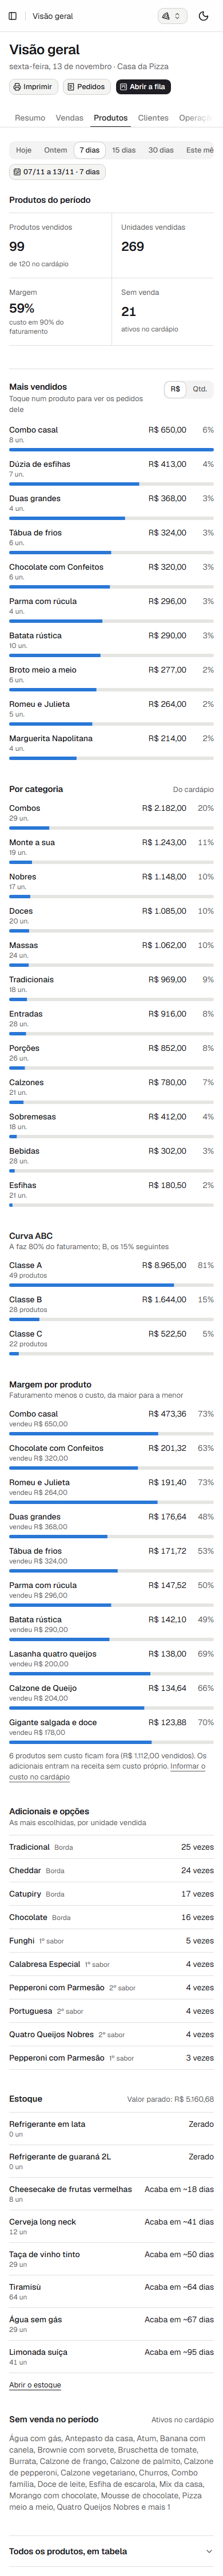 Visão geral
Visão geral
sexta-feira, 13 de novembro · Casa da Pizza
Imprimir
Pedidos
Abrir a fila
Resumo
Vendas
Produtos
Clientes
Operaç
Hoje
Ontem
7 dias
15 dias
30 dias
Este mê
07/11 a 13/11 · 7 dias
Produtos do período
Produtos vendidos
99
de 120 no cardápio
Unidades vendidas
269
Margem
59%
custo em 90% do
faturamento
Sem venda
21
ativos no cardápio
Mais vendidos
Toque num produto para ver os pedidos
dele
R$
Qtd.
Combo casal R$ 650,00 6%
8 un.
Dúzia de esfihas R$ 413,00 4%
7 un.
Duas grandes R$ 368,00 3%
4 un.
Tábua de frios R$ 324,00 3%
6 un.
Chocolate com Confeitos R$ 320,00 3%
6 un.
Parma com rúcula R$ 296,00 3%
4 un.
Batata rústica R$ 290,00 3%
10 un.
Broto meio a meio R$ 277,00 2%
6 un.
Romeu e Julieta R$ 264,00 2%
5 un.
Marguerita Napolitana R$ 214,00 2%
4 un.
Por categoria
Do cardápio
Combos R$ 2.182,00 20%
29 un.
Monte a sua R$ 1.243,00 11%
19 un.
Nobres R$ 1.148,00 10%
17 un.
Doces R$ 1.085,00 10%
20 un.
Massas R$ 1.062,00 10%
24 un.
Tradicionais R$ 969,00 9%
18 un.
Entradas R$ 916,00 8%
28 un.
Porções R$ 852,00 8%
26 un.
Calzones R$ 780,00 7%
21 un.
Sobremesas R$ 412,00 4%
18 un.
Bebidas R$ 302,00 3%
28 un.
Esfihas R$ 180,50 2%
21 un.
Curva ABC
A faz 80% do faturamento; B, os 15% seguintes
Classe A R$ 8.965,00 81%
49 produtos
Classe B R$ 1.644,00 15%
28 produtos
Classe C R$ 522,50 5%
22 produtos
Margem por produto
Faturamento menos o custo, da maior para a menor
Combo casal R$ 473,36 73%
vendeu R$ 650,00
Chocolate com Confeitos R$ 201,32 63%
vendeu R$ 320,00
Romeu e Julieta R$ 191,40 73%
vendeu R$ 264,00
Duas grandes R$ 176,64 48%
vendeu R$ 368,00
Tábua de frios R$ 171,72 53%
vendeu R$ 324,00
Parma com rúcula R$ 147,52 50%
vendeu R$ 296,00
Batata rústica R$ 142,10 49%
vendeu R$ 290,00
Lasanha quatro queijos R$ 138,00 69%
vendeu R$ 200,00
Calzone de Queijo R$ 134,64 66%
vendeu R$ 204,00
Gigante salgada e doce R$ 123,88 70%
vendeu R$ 178,00
6 produtos sem custo ficam fora (R$ 1.112,00 vendidos). Os
adicionais entram na receita sem custo próprio. Informar o
custo no cardápio
Adicionais e opções
As mais escolhidas, por unidade vendida
Tradicional Borda 25 vezes
Cheddar Borda 24 vezes
Catupiry Borda 17 vezes
Chocolate Borda 16 vezes
Funghi 1º sabor 5 vezes
Calabresa Especial 1º sabor 4 vezes
Pepperoni com Parmesão 2º sabor 4 vezes
Portuguesa 2º sabor 4 vezes
Quatro Queijos Nobres 2º sabor 4 vezes
Pepperoni com Parmesão 1º sabor 3 vezes
Estoque
Valor parado: R$ 5.160,68
Refrigerante em lata Zerado
0 un
Refrigerante de guaraná 2L Zerado
0 un
Cheesecake de frutas vermelhas Acaba em ~18 dias
8 un
Cerveja long neck Acaba em ~41 dias
12 un
Taça de vinho tinto Acaba em ~50 dias
29 un
Tiramisù Acaba em ~64 dias
64 un
Água sem gás Acaba em ~67 dias
29 un
Limonada suíça Acaba em ~95 dias
41 un
Abrir o estoque
Sem venda no período
Ativos no cardápio
Água com gás, Antepasto da casa, Atum, Banana com
canela, Brownie com sorvete, Bruschetta de tomate,
Burrata, Calzone de frango, Calzone de palmito, Calzone
de pepperoni, Calzone vegetariano, Churros, Combo
família, Doce de leite, Esfiha de escarola, Mix da casa,
Morango com chocolate, Mousse de chocolate, Pizza
meio a meio, Quatro Queijos Nobres e mais 1
Todos os produtos, em tabela